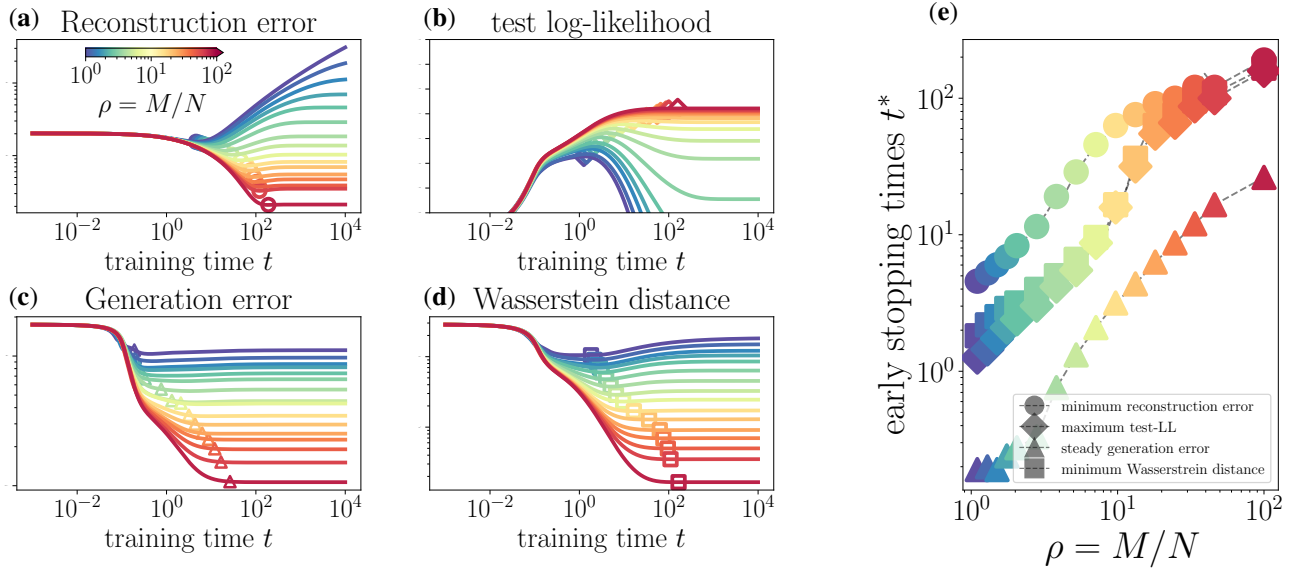 (a) Reconstruction error
10^0 10^1 10^2
ρ = M/N
10^{-2} 10^0 10^2 10^4
training time t
(b) test log-likelihood
10^{-2} 10^0 10^2 10^4
training time t
(c) Generation error
10^{-2} 10^0 10^2 10^4
training time t
(d) Wasserstein distance
10^{-2} 10^0 10^2 10^4
training time t
(e)
early stopping times t*
10^2
10^1
10^0
minimum reconstruction error
maximum test-LL
steady generation error
minimum Wasserstein distance
10^0 10^1 10^2
ρ = M/N